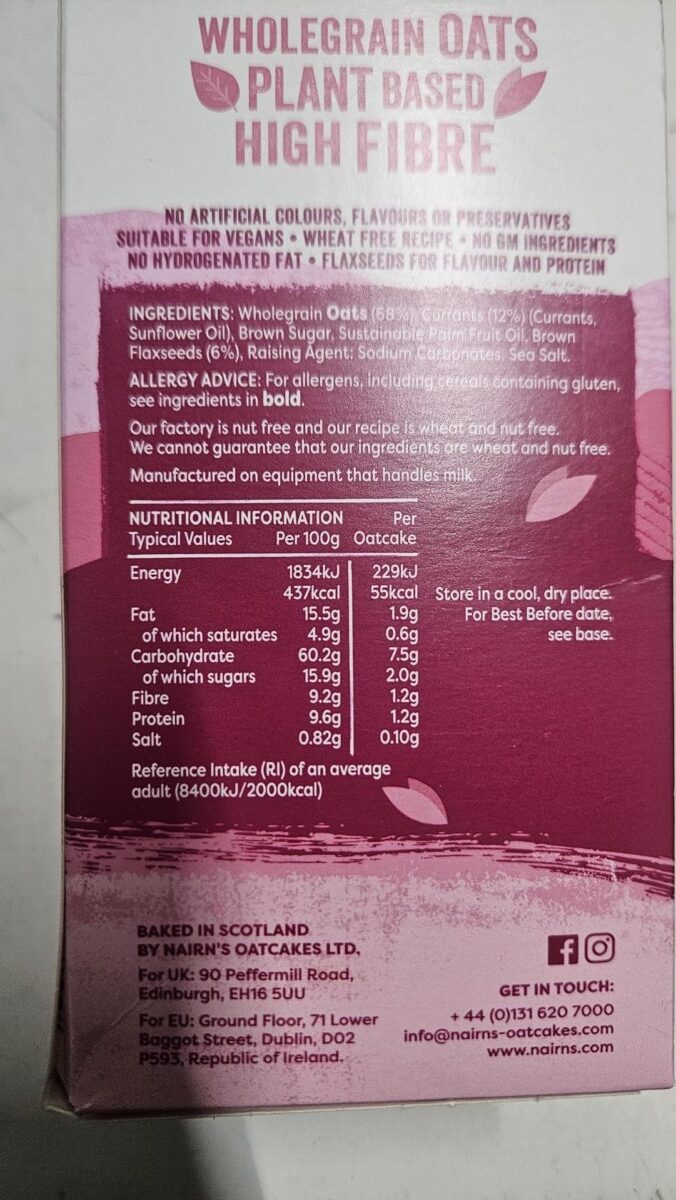 WHOLEGRAIN OATS
PLANT BASED
HIGH FIBRE
NO ARTIFICIAL COLOURS, FLAVOURS OR PRESERVATIVES
SUITABLE FOR VEGANS • WHEAT FREE RECIPE • NO GM INGREDIENTS
NO HYDROGENATED FAT • FLAXSEEDS FOR FLAVOUR AND PROTEIN
INGREDIENTS: Wholegrain Oats (68%), Currants (12%) (Currants,
Sunflower Oil), Brown Sugar, Sustainable Palm Fruit Oil, Brown
Flaxseeds (6%), Raising Agent: Sodium Carbonates, Sea Salt.
ALLERGY ADVICE: For allergens, including cereals containing gluten,
see ingredients in bold.
Our factory is nut free and our recipe is wheat and nut free.
We cannot guarantee that our ingredients are wheat and nut free.
Manufactured on equipment that handles milk.
NUTRITIONAL INFORMATION Per
Typical Values Per 100g Oatcake
Energy 1834kJ 229kJ
437kcal 55kcal
Fat 15.5g 1.9g
of which saturates 4.9g 0.6g
Carbohydrate 60.2g 7.5g
of which sugars 15.9g 2.0g
Fibre 9.2g 1.2g
Protein 9.6g 1.2g
Salt 0.82g 0.10g
Reference Intake (RI) of an average
adult (8400kJ/2000kcal)
Store in a cool, dry place.
For Best Before date,
see base.
BAKED IN SCOTLAND
BY NAIRN'S OATCAKES LTD.
For UK: 90 Peffermill Road,
Edinburgh, EH16 5UU
For EU: Ground Floor, 71 Lower
Baggot Street, Dublin, D02
P593, Republic of Ireland.
GET IN TOUCH:
+ 44 (0)131 620 7000
info@nairns-oatcakes.com
www.nairns.com